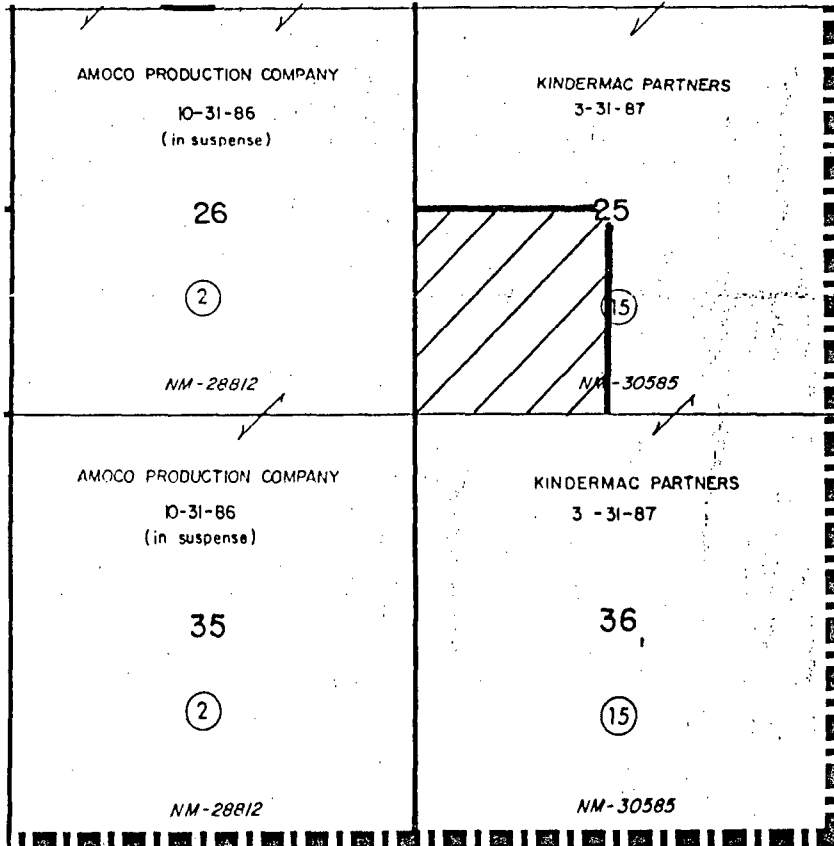 AMOCO PRODUCTION COMPANY
10-31-86
(in suspense)
26
2
NM-28812
KINDERMAC PARTNERS
3-31-87
25
15
NM-30585
AMOCO PRODUCTION COMPANY
10-31-86
(in suspense)
35
2
NM-28812
KINDERMAC PARTNERS
3 -31-87
36
15
NM-30585